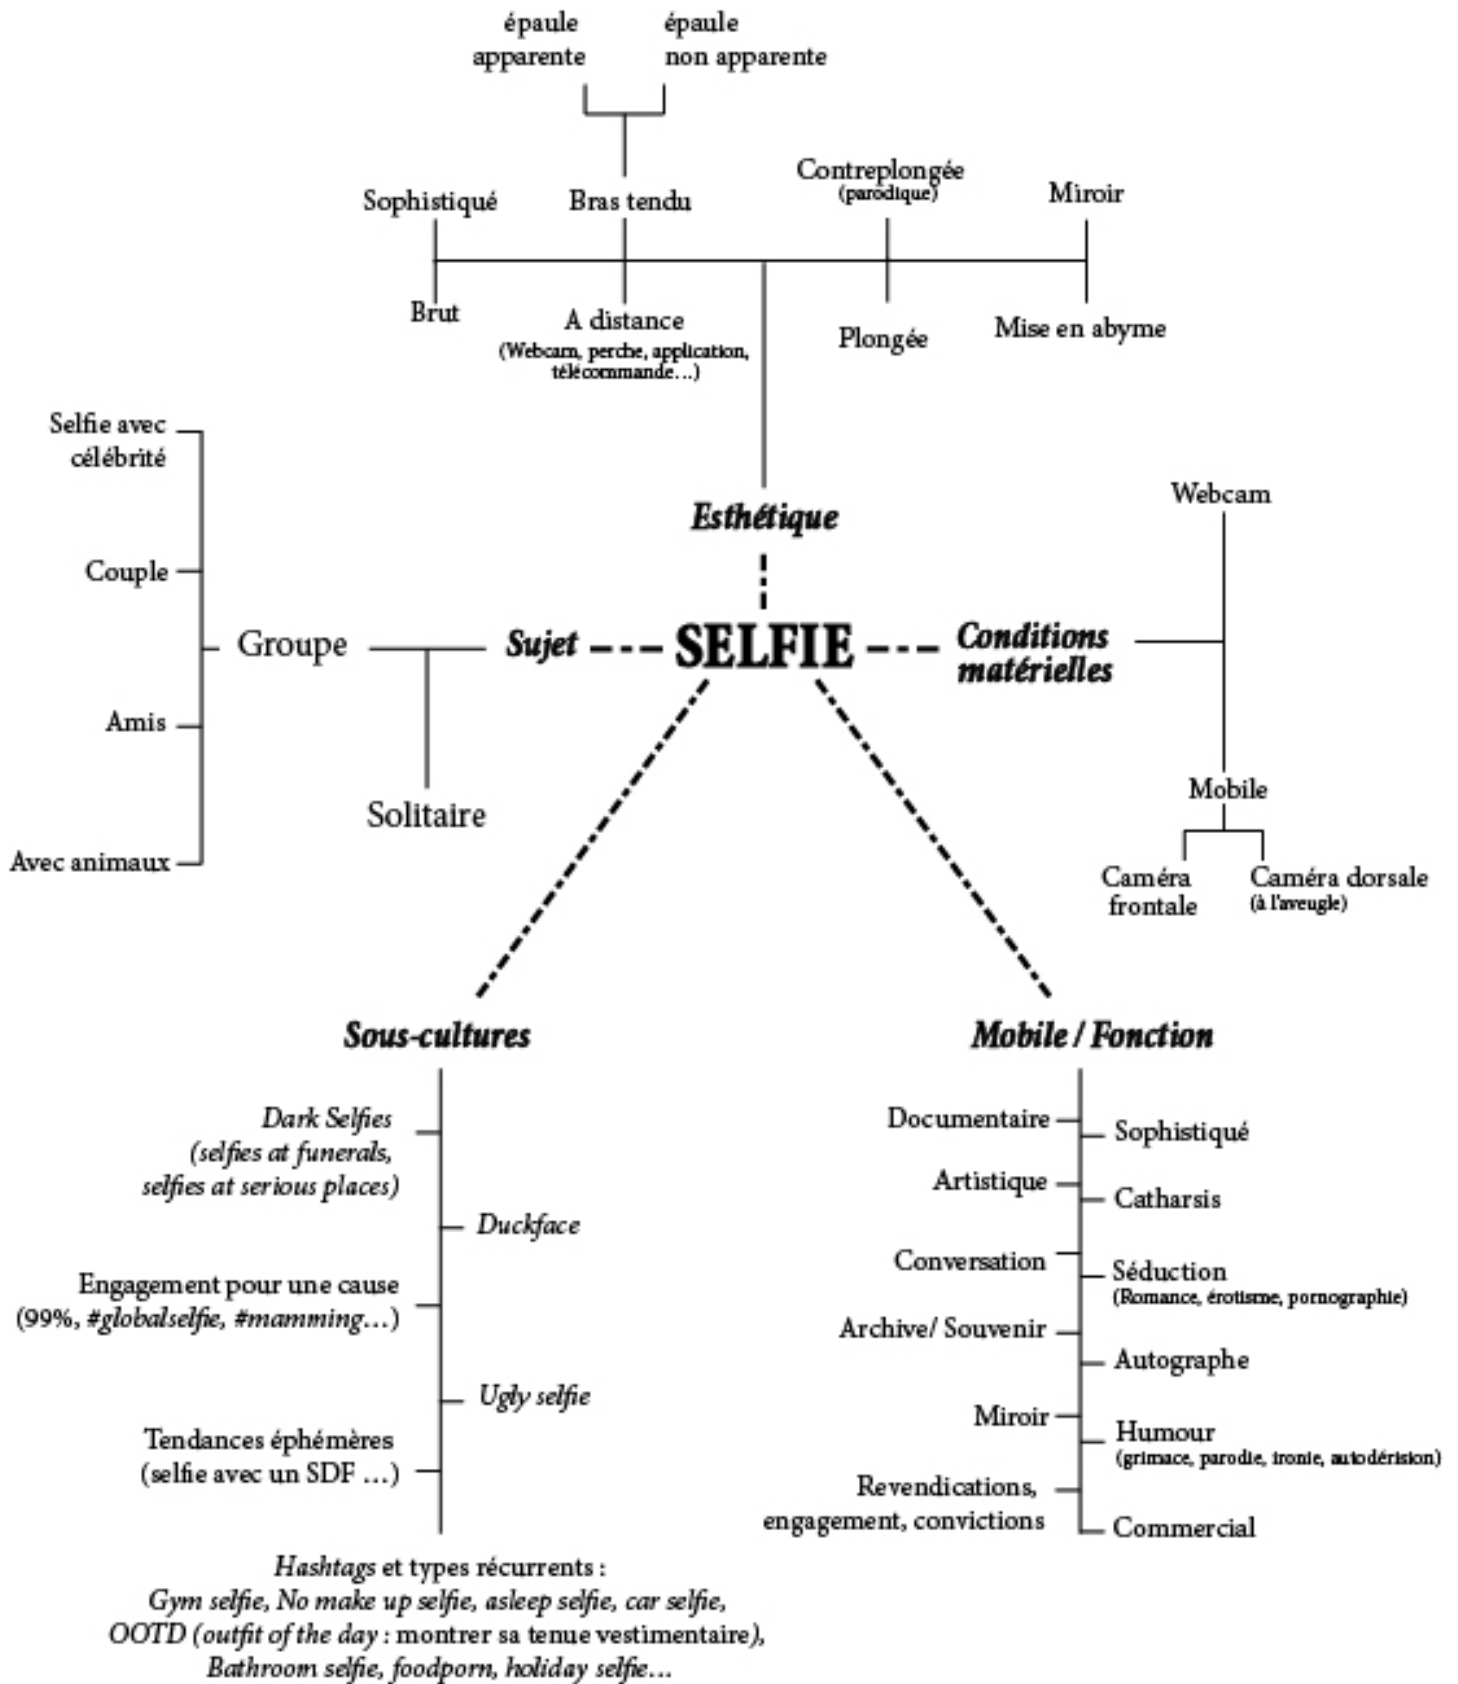 épaule
apparente
épaule
non apparente
Sophistiqué
Bras tendu
Contreplongée
(parodique)
Miroir
Brut
A distance
(Webcam, perche, application,
télécommande…)
Plongée
Mise en abyme
Selfie avec
célébrité
Couple
Groupe
Amis
Avec animaux
Solitaire
Esthétique
Sujet
SELFIE
Conditions
matérielles
Webcam
Mobile
Caméra
frontale
Caméra dorsale
(à l'aveugle)
Sous-cultures
Dark Selfies
(selfies at funerals,
selfies at serious places)
Duckface
Engagement pour une cause
(99%, #globalselfie, #mamming…)
Ugly selfie
Tendances éphémères
(selfie avec un SDF …)
Hashtags et types récurrents :
Gym selfie, No make up selfie, asleep selfie, car selfie,
OOTD (outfit of the day : montrer sa tenue vestimentaire),
Bathroom selfie, foodporn, holiday selfie…
Mobile / Fonction
Documentaire
Sophistiqué
Artistique
Catharsis
Conversation
Séduction
(Romance, érotisme, pornographie)
Archive/ Souvenir
Autographe
Miroir
Humour
(grimace, parodie, ironie, autodérision)
Revendications,
engagement, convictions
Commercial